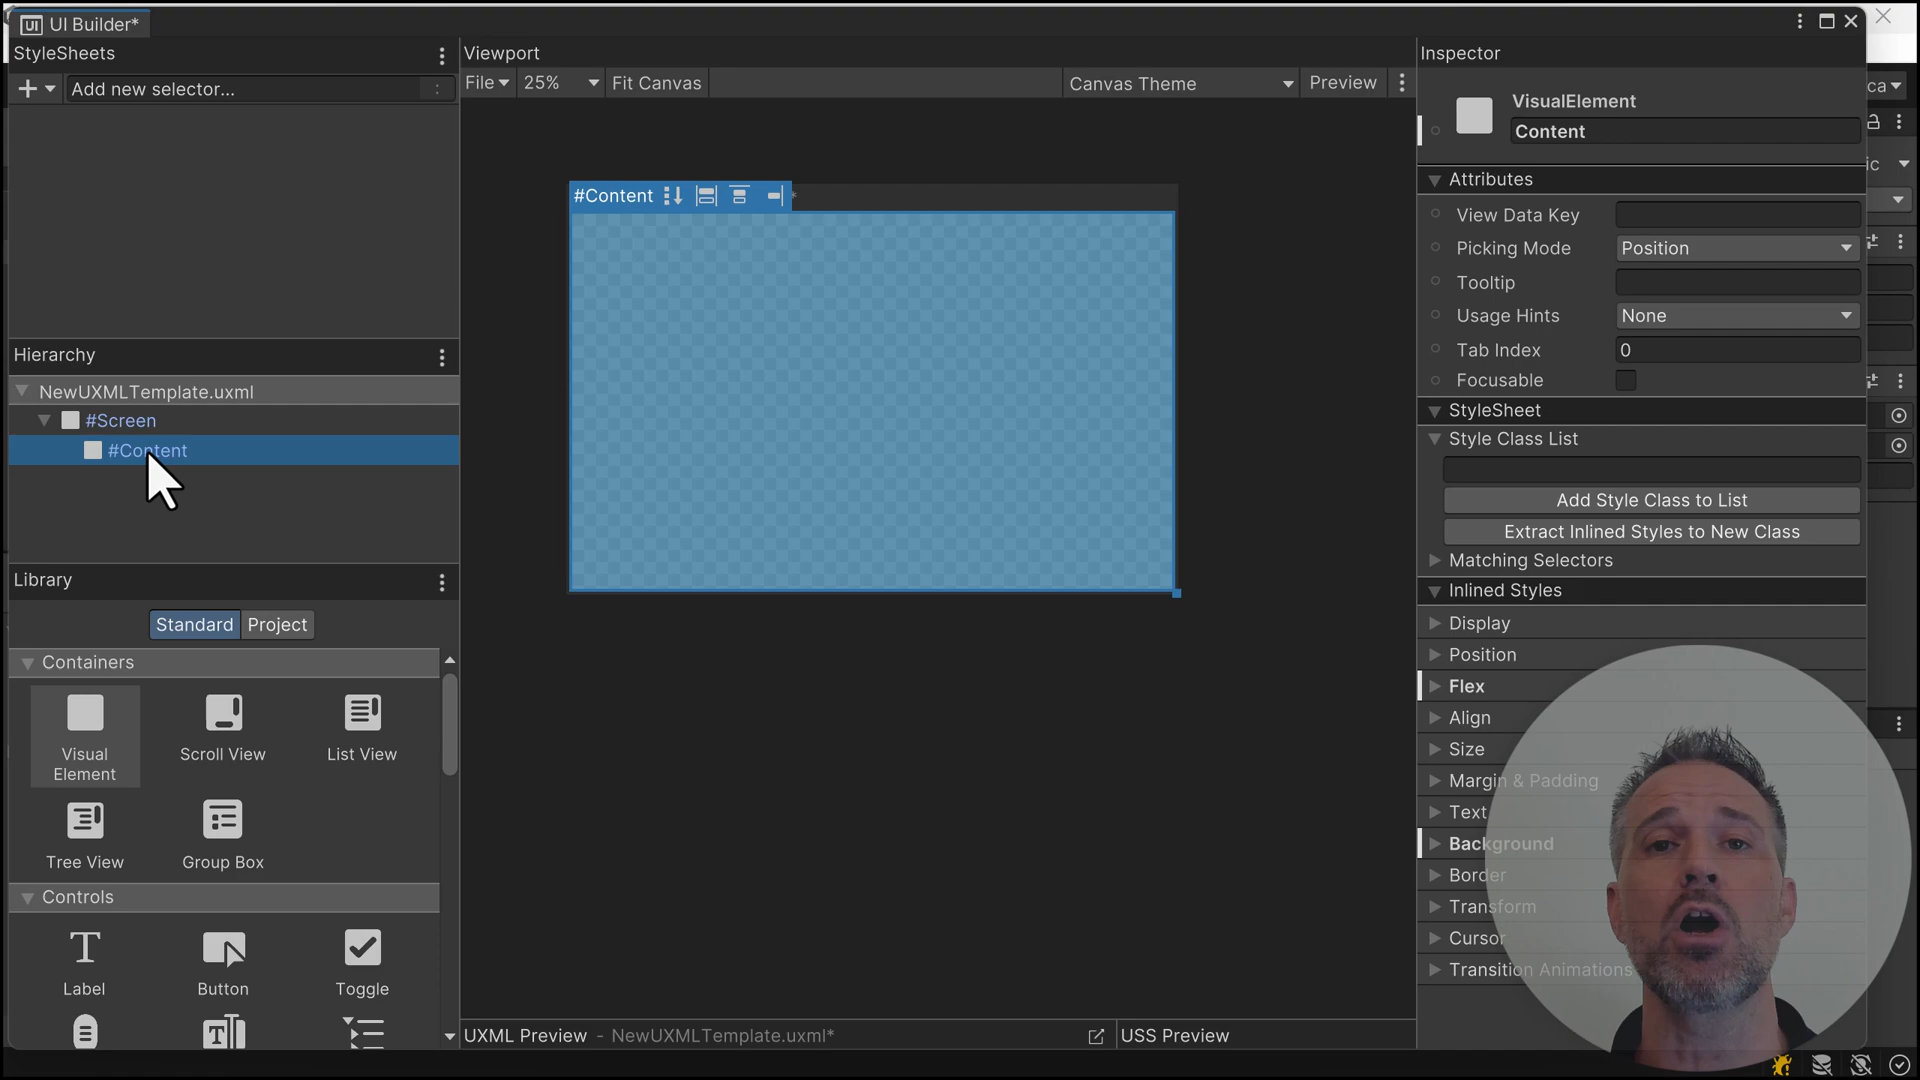 UI Builder*
StyleSheets
Add new selector...
Hierarchy
NewUXMLTemplate.uxml
#Screen
#Content
Library
Standard Project
Containers
Visual Element
Scroll View
List View
Tree View
Group Box
Controls
Label
Button
Toggle
Viewport
File 25% Fit Canvas Canvas Theme Preview
#Content
UXML Preview - NewUXMLTemplate.uxml*
USS Preview
Inspector
VisualElement
Content
Attributes
View Data Key
Picking Mode Position
Tooltip
Usage Hints None
Tab Index 0
Focusable
StyleSheet
Style Class List
Add Style Class to List
Extract Inlined Styles to New Class
Matching Selectors
Inlined Styles
Display
Position
Flex
Align
Size
Margin & Padding
Text
Background
Border
Transform
Cursor
Transition Animations